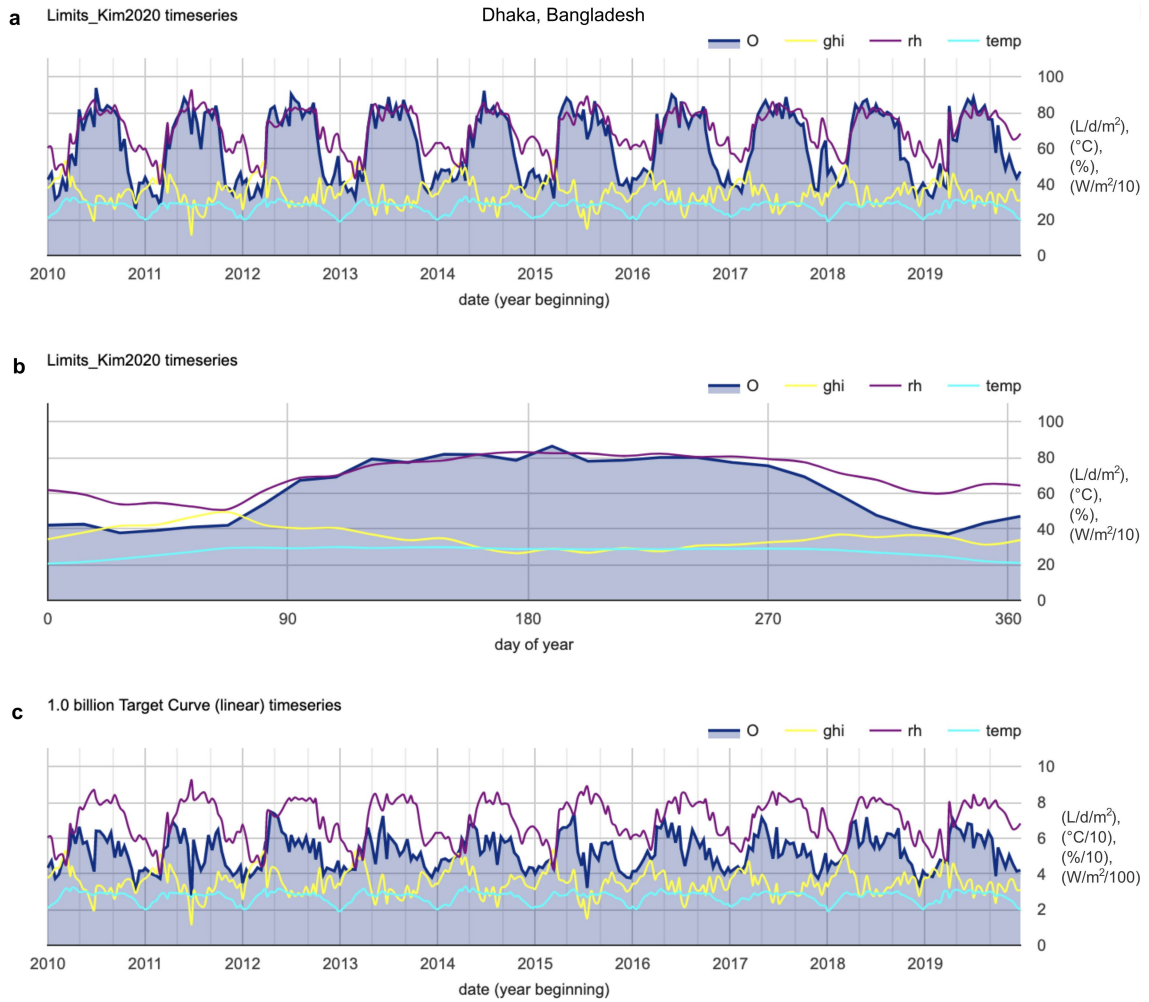 a Limits_Kim2020 timeseries Dhaka, Bangladesh
O ghi rh temp
100
80
60
40
20
0
(L/d/m²),
(°C),
(%),
(W/m²/10)
2010 2011 2012 2013 2014 2015 2016 2017 2018 2019
date (year beginning)
b Limits_Kim2020 timeseries
O ghi rh temp
100
80
60
40
20
0
(L/d/m²),
(°C),
(%),
(W/m²/10)
0 90 180 270 360
day of year
c 1.0 billion Target Curve (linear) timeseries
O ghi rh temp
10
8
6
4
2
0
(L/d/m²),
(°C/10),
(%/10),
(W/m²/100)
2010 2011 2012 2013 2014 2015 2016 2017 2018 2019
date (year beginning)